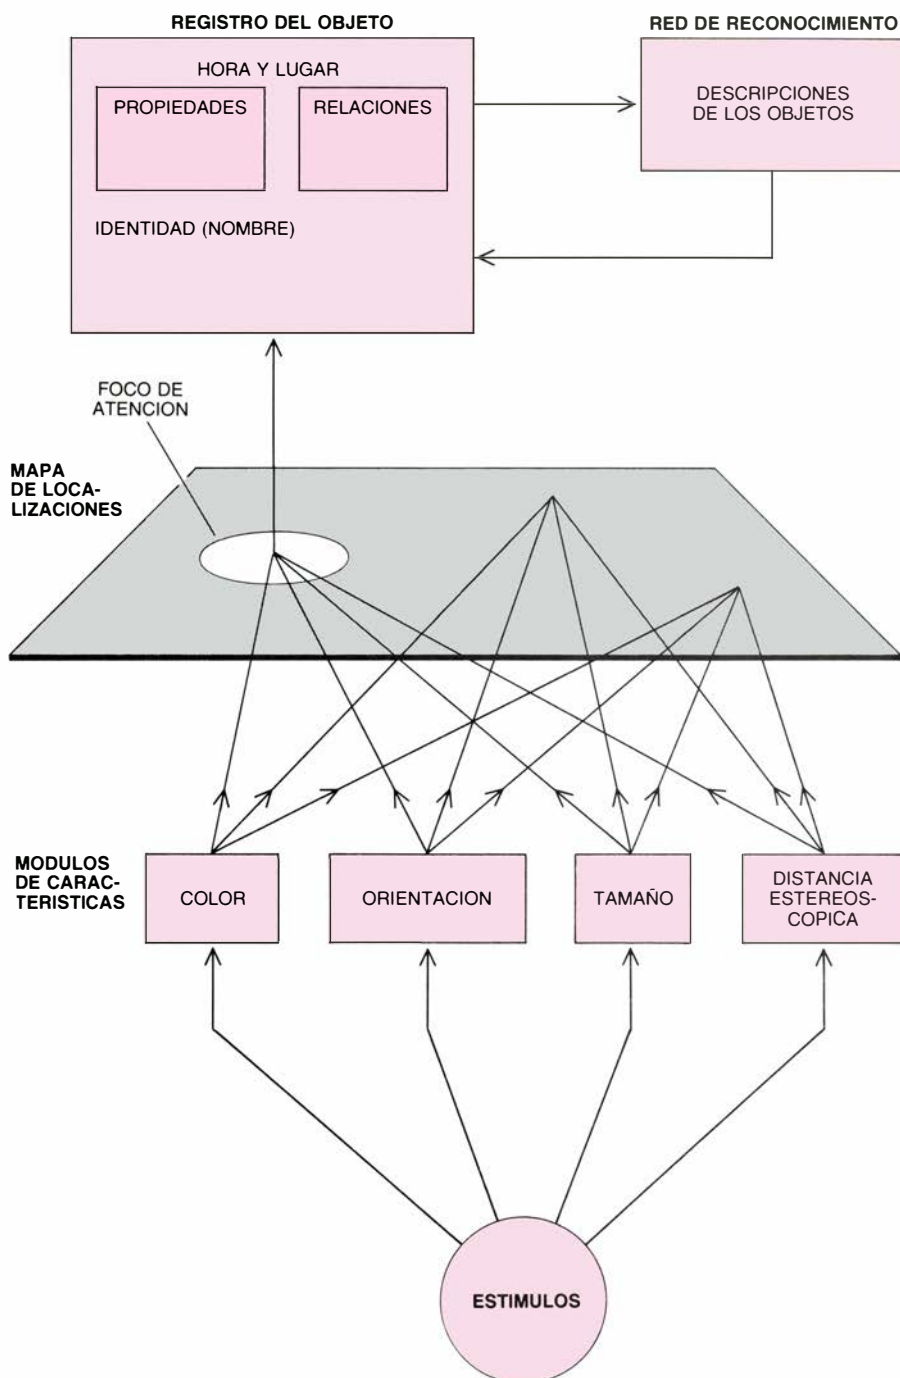 REGISTRO DEL OBJETO
RED DE RECONOCIMIENTO
HORA Y LUGAR
PROPIEDADES
RELACIONES
DESCRIPCIONES
DE LOS OBJETOS
IDENTIDAD (NOMBRE)
FOCO DE
ATENCION
MAPA
DE LOCA-
LIZACIONES
MODULOS
DE CARAC-
TERISTICAS
COLOR
ORIENTACION
TAMAÑO
DISTANCIA
ESTEREOS-
COPICA
ESTIMULOS